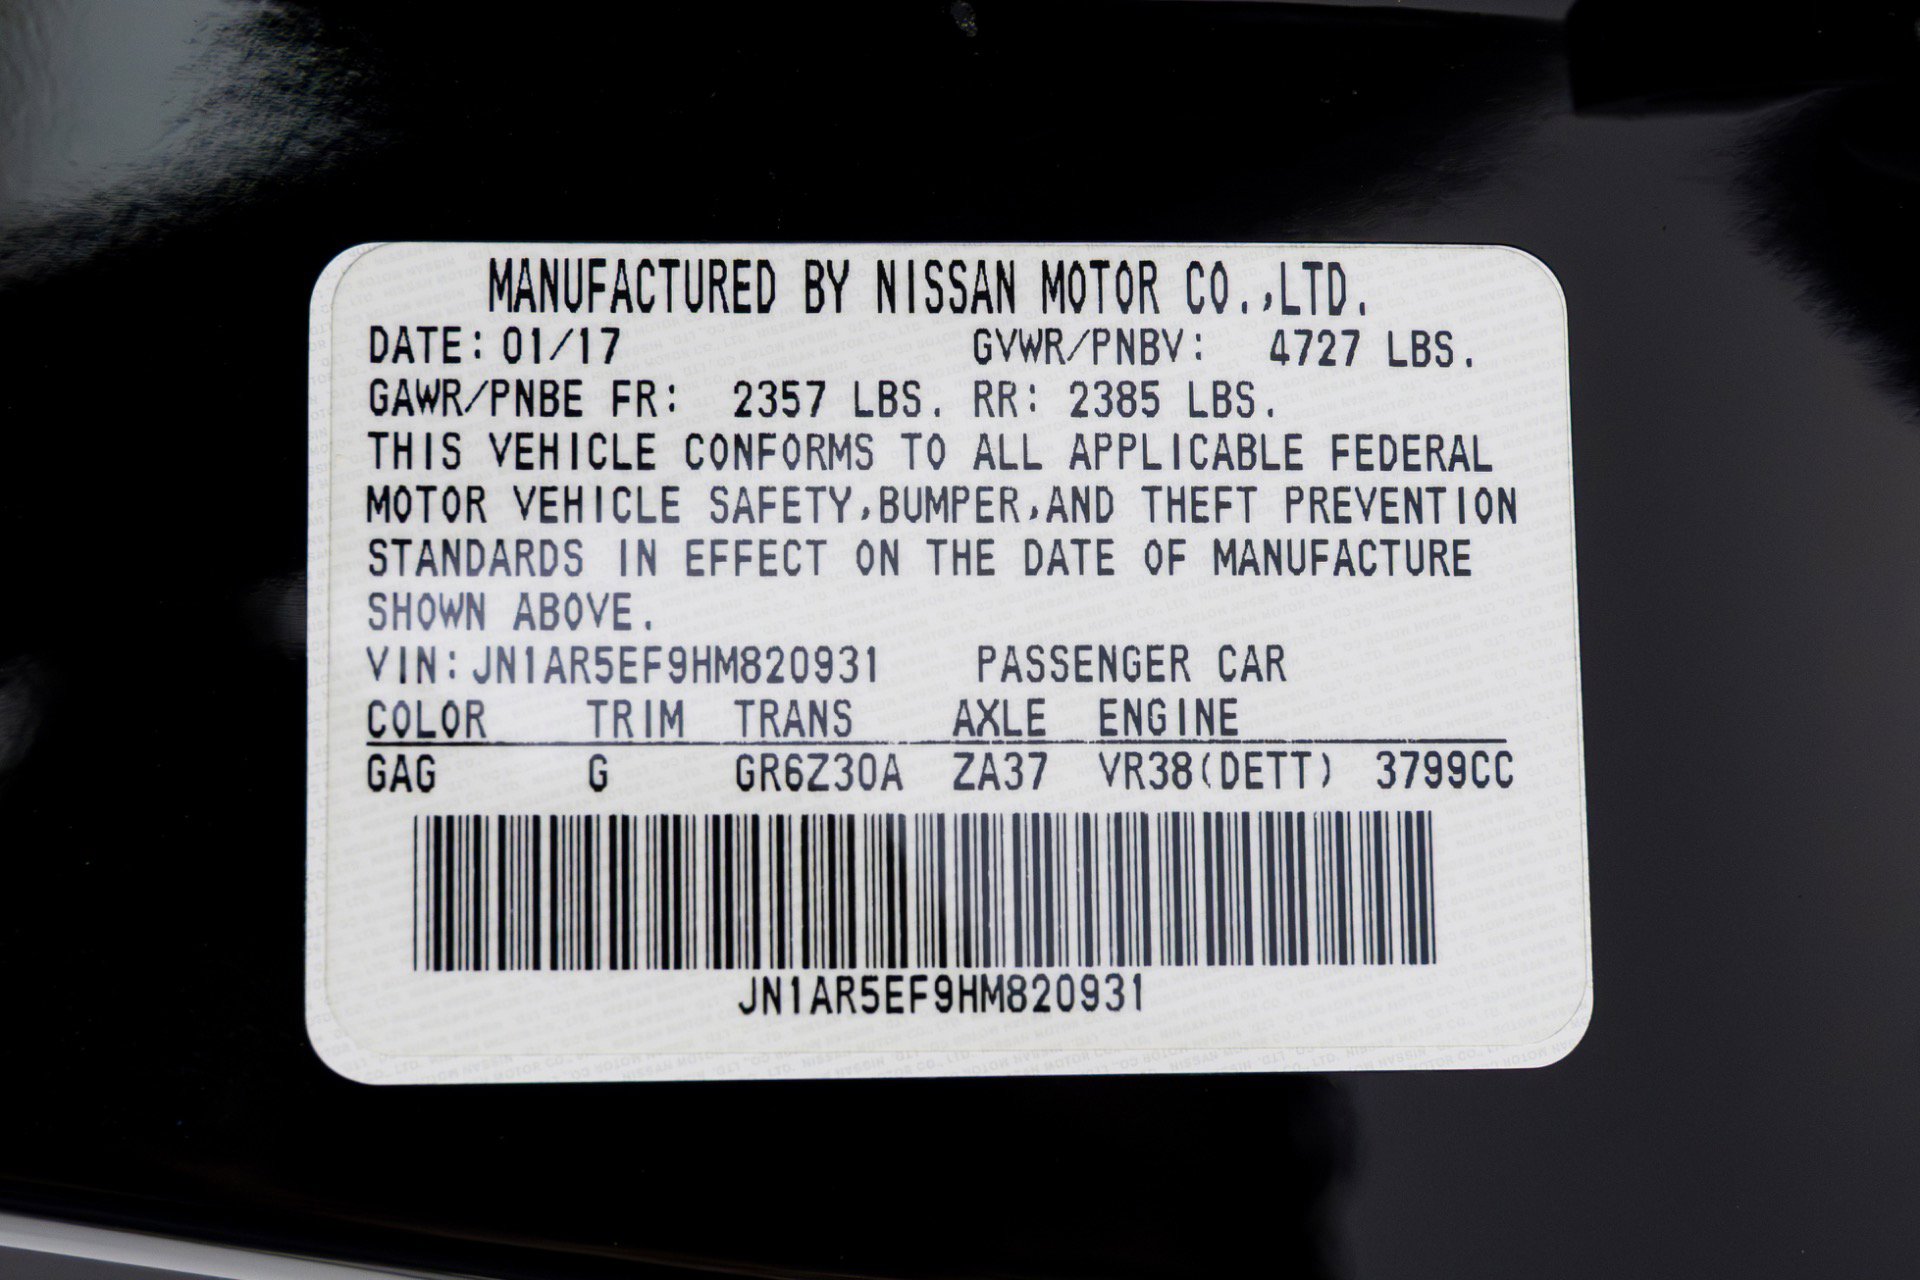 MANUFACTURED BY NISSAN MOTOR CO.,LTD.
DATE: 01/17 GVWR/PNBV: 4727 LBS.
GAWR/PNBE FR: 2357 LBS. RR: 2385 LBS.
THIS VEHICLE CONFORMS TO ALL APPLICABLE FEDERAL
MOTOR VEHICLE SAFETY,BUMPER,AND THEFT PREVENTION
STANDARDS IN EFFECT ON THE DATE OF MANUFACTURE
SHOWN ABOVE.
VIN:JN1AR5EF9HM820931 PASSENGER CAR
COLOR TRIM TRANS AXLE ENGINE
GAG G GR6Z30A ZA37 VR38(DETT) 3799CC
JN1AR5EF9HM820931